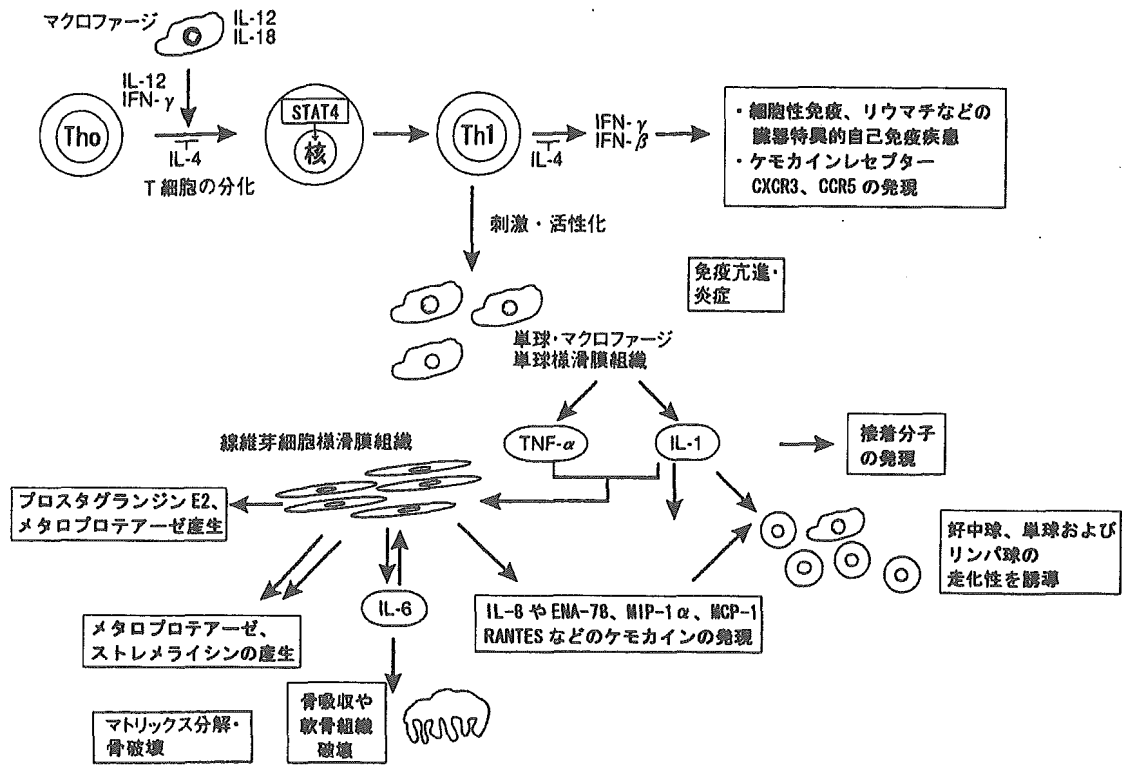 マクロファージ
IL-12
IL-18
IL-12
IFN-γ
Tho
IL-4
T細胞の分化
STAT4
核
Th1
IL-4
IFN-γ
IFN-β
・細胞性免疫、リウマチなどの
臓器特異的自己免疫疾患
・ケモカインレセプター
CXCR3、CCR5の発現
刺激・活性化
免疫亢進・
炎症
単球・マクロファージ
単球様滑膜組織
TNF-α
IL-1
接着分子
の発現
線維芽細胞様滑膜組織
プロスタグランジンE2、
メタロプロテアーゼ産生
好中球、単球および
リンパ球の
走化性を誘導
IL-6
IL-8やENA-78、MIP-1α、MCP-1
RANTESなどのケモカインの発現
メタロプロテアーゼ、
ストレメライシンの産生
骨吸収や
軟骨組織
破壊
マトリックス分解・
骨破壊